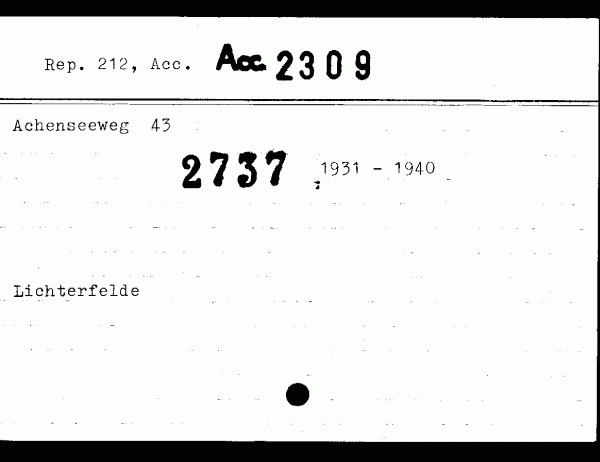 Rep. 212, Acc. Acc. 2309
Achenseeweg 43
2737 ; 1931 - 1940
Lichterfelde